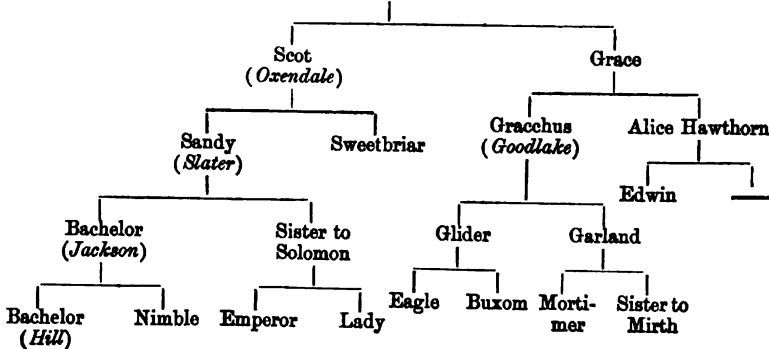 Scot
(Oxendale)
Grace
Sandy
(Slater)
Sweetbriar
Gracchus
(Goodlake)
Alice Hawthorn
Edwin
Bachelor
(Jackson)
Sister to
Solomon
Glider
Garland
Bachelor
(Hill)
Nimble
Emperor
Lady
Eagle
Buxom
Morti-
mer
Sister to
Mirth